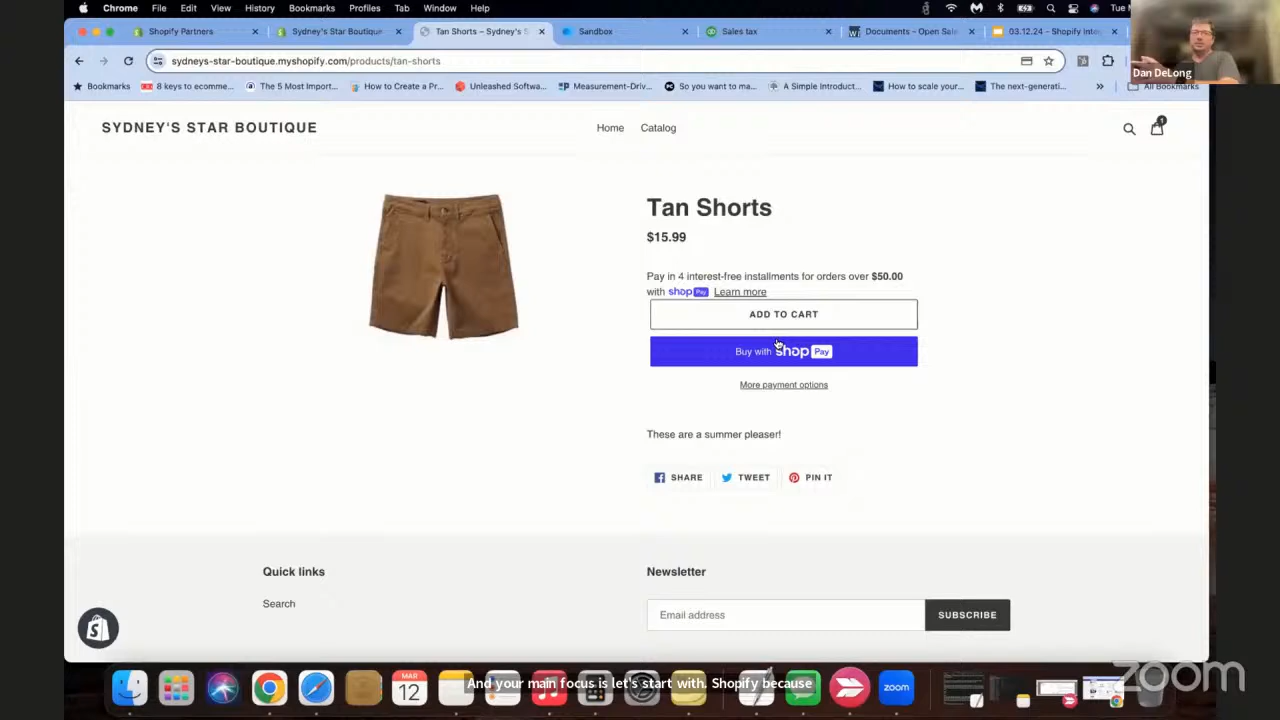 Chrome File Edit View History Bookmarks Profiles Tab Window Help
Shopify Partners
Sydney's Star Boutique
Tan Shorts – Sydney's S
Sandbox
Sales tax
Documents - Open Sal
03.12.24 - Shopify Integ
sydneys-star-boutique.myshopify.com/products/tan-shorts
Bookmarks
8 keys to ecomme...
The 5 Most Import...
How to Create a Pr...
Unleashed Softwa...
Measurement-Driv...
So you want to ma...
A Simple Introduct...
How to scale your...
The next-generati...
All Bookmarks
Dan DeLong
SYDNEY'S STAR BOUTIQUE
Home
Catalog
1
Tan Shorts
$15.99
Pay in 4 interest-free installments for orders over $50.00
with shop Pay Learn more
ADD TO CART
Buy with shop Pay
More payment options
These are a summer pleaser!
SHARE
TWEET
PIN IT
Quick links
Newsletter
Search
Email address
SUBSCRIBE
MAR
12
zoom
And your main focus is let's start with. Shopify because
zoom